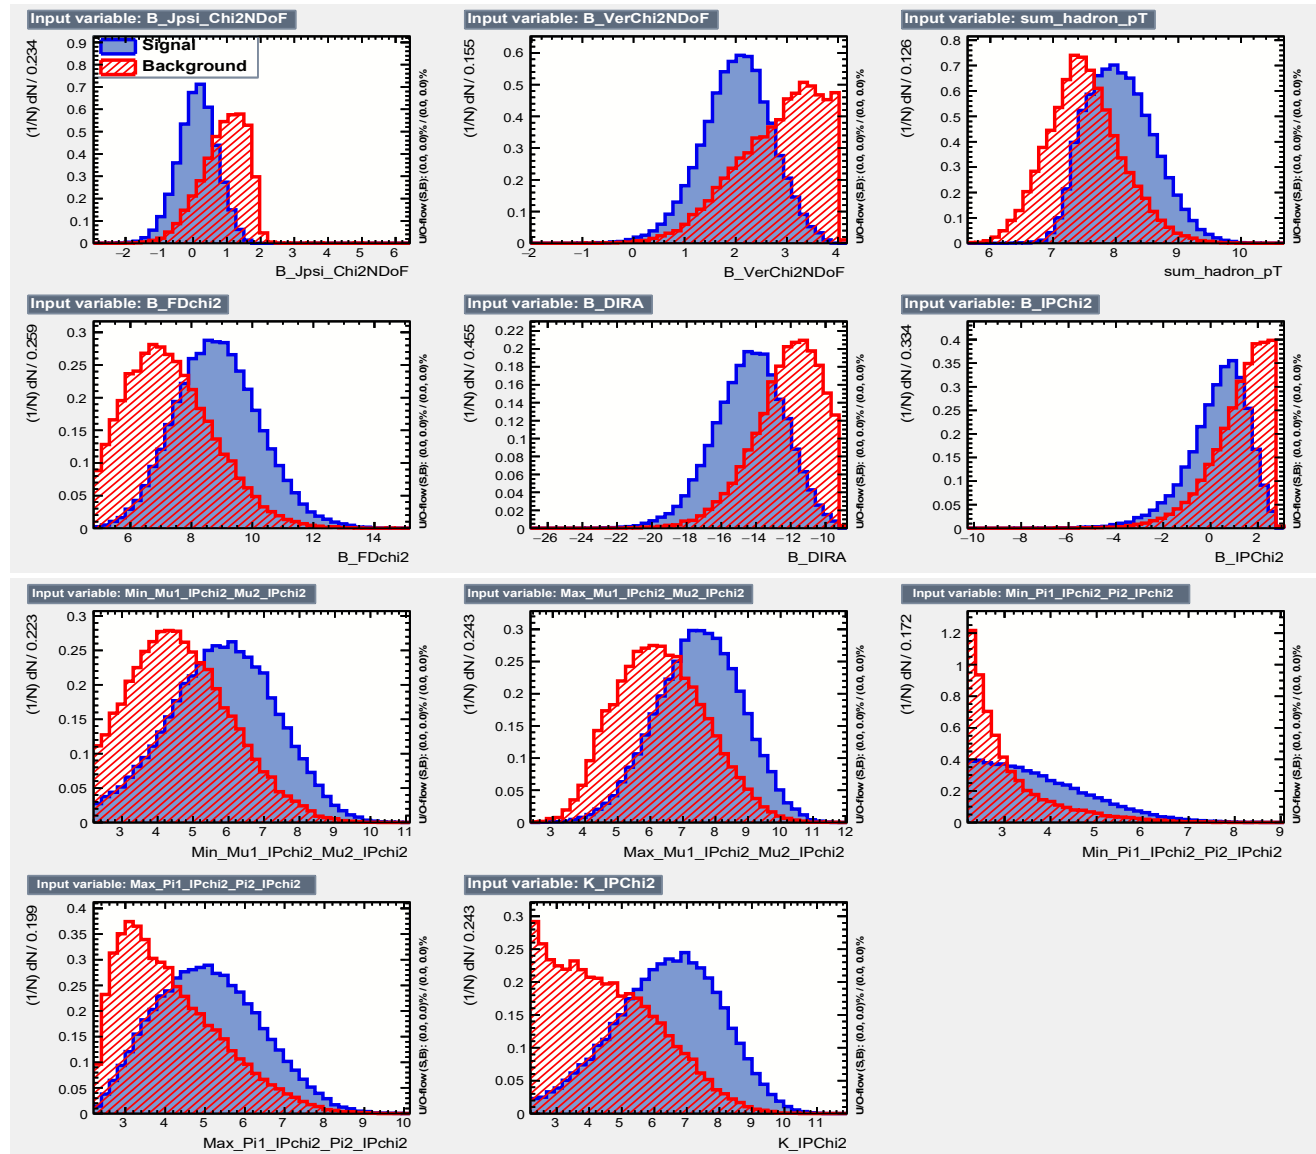 Input variable: B_Jpsi_Chi2NDoF
(1/N) dN / 0.234
0.9
0.8
0.7
0.6
0.5
0.4
0.3
0.2
0.1
0
Signal
Background
−2 −1 0 1 2 3 4 5 6
B_Jpsi_Chi2NDoF
U/O-flow (S,B): (0.0, 0.0)% / (0.0, 0.0)%
Input variable: B_VerChi2NDoF
(1/N) dN / 0.155
0.6
0.5
0.4
0.3
0.2
0.1
0
−2 −1 0 1 2 3 4
B_VerChi2NDoF
U/O-flow (S,B): (0.0, 0.0)% / (0.0, 0.0)%
Input variable: sum_hadron_pT
(1/N) dN / 0.126
0.8
0.7
0.6
0.5
0.4
0.3
0.2
0.1
0
6 7 8 9 10
sum_hadron_pT
U/O-flow (S,B): (0.0, 0.0)% / (0.0, 0.0)%
Input variable: B_FDchi2
(1/N) dN / 0.259
0.3
0.25
0.2
0.15
0.1
0.05
0
6 8 10 12 14
B_FDchi2
U/O-flow (S,B): (0.0, 0.0)% / (0.0, 0.0)%
Input variable: B_DIRA
(1/N) dN / 0.455
0.22
0.2
0.18
0.16
0.14
0.12
0.1
0.08
0.06
0.04
0.02
0
−26 −24 −22 −20 −18 −16 −14 −12 −10
B_DIRA
U/O-flow (S,B): (0.0, 0.0)% / (0.0, 0.0)%
Input variable: B_IPChi2
(1/N) dN / 0.334
0.4
0.35
0.3
0.25
0.2
0.15
0.1
0.05
0
−10 −8 −6 −4 −2 0 2
B_IPChi2
U/O-flow (S,B): (0.0, 0.0)% / (0.0, 0.0)%
Input variable: Min_Mu1_IPchi2_Mu2_IPchi2
(1/N) dN / 0.223
0.3
0.25
0.2
0.15
0.1
0.05
0
3 4 5 6 7 8 9 10 11
Min_Mu1_IPchi2_Mu2_IPchi2
U/O-flow (S,B): (0.0, 0.0)% / (0.0, 0.0)%
Input variable: Max_Mu1_IPchi2_Mu2_IPchi2
(1/N) dN / 0.243
0.3
0.25
0.2
0.15
0.1
0.05
0
3 4 5 6 7 8 9 10 11 12
Max_Mu1_IPchi2_Mu2_IPchi2
U/O-flow (S,B): (0.0, 0.0)% / (0.0, 0.0)%
Input variable: Min_Pi1_IPchi2_Pi2_IPchi2
(1/N) dN / 0.172
1.2
1
0.8
0.6
0.4
0.2
0
3 4 5 6 7 8 9
Min_Pi1_IPchi2_Pi2_IPchi2
U/O-flow (S,B): (0.0, 0.0)% / (0.0, 0.0)%
Input variable: Max_Pi1_IPchi2_Pi2_IPchi2
(1/N) dN / 0.199
0.4
0.35
0.3
0.25
0.2
0.15
0.1
0.05
0
3 4 5 6 7 8 9 10
Max_Pi1_IPchi2_Pi2_IPchi2
U/O-flow (S,B): (0.0, 0.0)% / (0.0, 0.0)%
Input variable: K_IPChi2
(1/N) dN / 0.243
0.3
0.25
0.2
0.15
0.1
0.05
0
3 4 5 6 7 8 9 10 11
K_IPChi2
U/O-flow (S,B): (0.0, 0.0)% / (0.0, 0.0)%